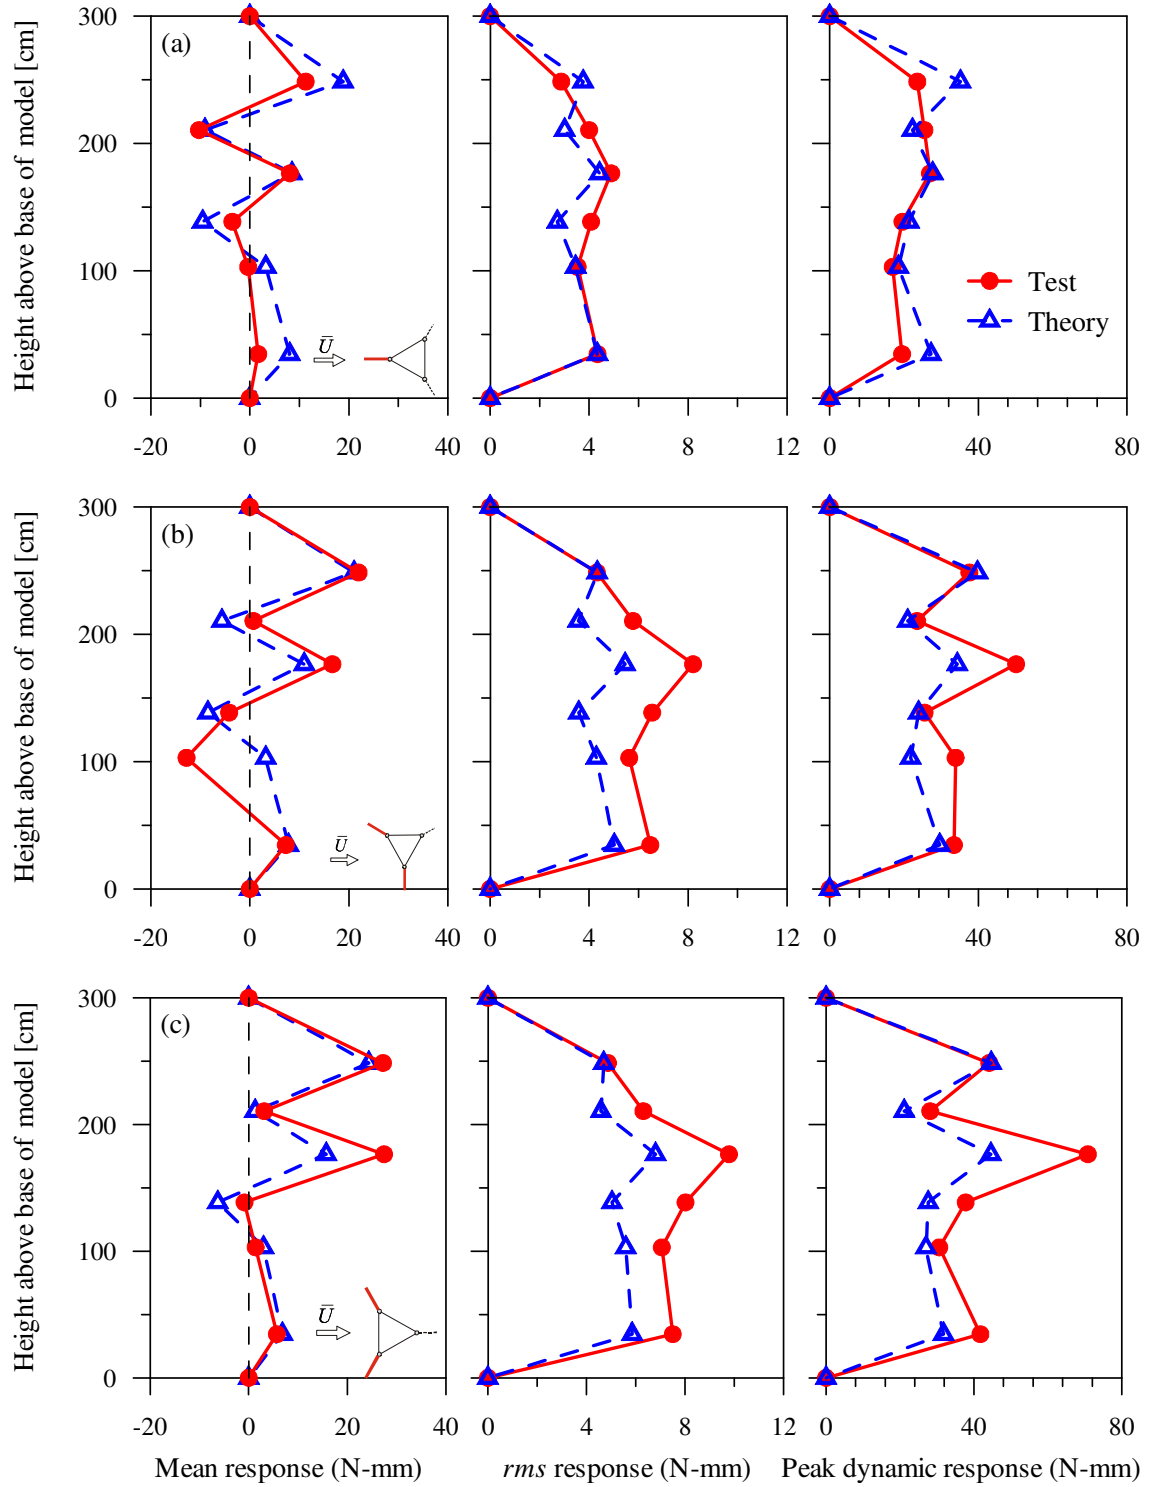 Height above base of model [cm]
300
200
100
0
(a)
Ū
-20 0 20 40
0 4 8 12
Test
Theory
0 40 80
Height above base of model [cm]
300
200
100
0
(b)
Ū
-20 0 20 40
0 4 8 12
0 40 80
Height above base of model [cm]
300
200
100
0
(c)
Ū
-20 0 20 40
0 4 8 12
0 40 80
Mean response (N-mm)
rms response (N-mm)
Peak dynamic response (N-mm)